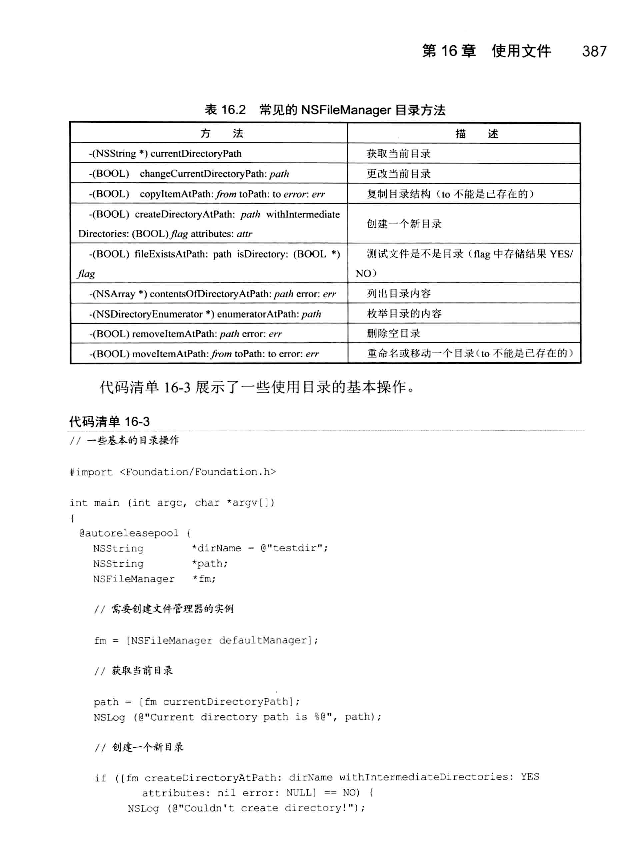 第 16 章 使用文件 387
表 16.2 常见的 NSFileManager 目录方法
方 法 描 述
-(NSString *) currentDirectoryPath 获取当前目录
-(BOOL) changeCurrentDirectoryPath: path 更改当前目录
-(BOOL) copyItemAtPath: from toPath: to error: err 复制目录结构（to 不能是已存在的）
-(BOOL) createDirectoryAtPath: path withIntermediate
Directories: (BOOL) flag attributes: attr 创建一个新目录
-(BOOL) fileExistsAtPath: path isDirectory: (BOOL *) 测试文件是不是目录（flag 中存储结果 YES/
flag NO）
-(NSArray *) contentsOfDirectoryAtPath: path error: err 列出目录内容
-(NSDirectoryEnumerator *) enumeratorAtPath: path 枚举目录的内容
-(BOOL) removeItemAtPath: path error: err 删除空目录
-(BOOL) moveItemAtPath: from toPath: to error: err 重命名或移动一个目录（to 不能是已存在的）
代码清单 16-3 展示了一些使用目录的基本操作。
代码清单 16-3
// 一些基本的目录操作
#import <Foundation/Foundation.h>
int main (int argc, char *argv[])
{
@autoreleasepool {
NSString *dirName = @"testdir";
NSString *path;
NSFileManager *fm;
// 需要创建文件管理器的实例
fm = [NSFileManager defaultManager];
// 获取当前目录
path = [fm currentDirectoryPath];
NSLog (@"Current directory path is %@", path);
// 创建一个新目录
if ([fm createDirectoryAtPath: dirName withIntermediateDirectories: YES
attributes: nil error: NULL] == NO) {
NSLog (@"Couldn't create directory!");